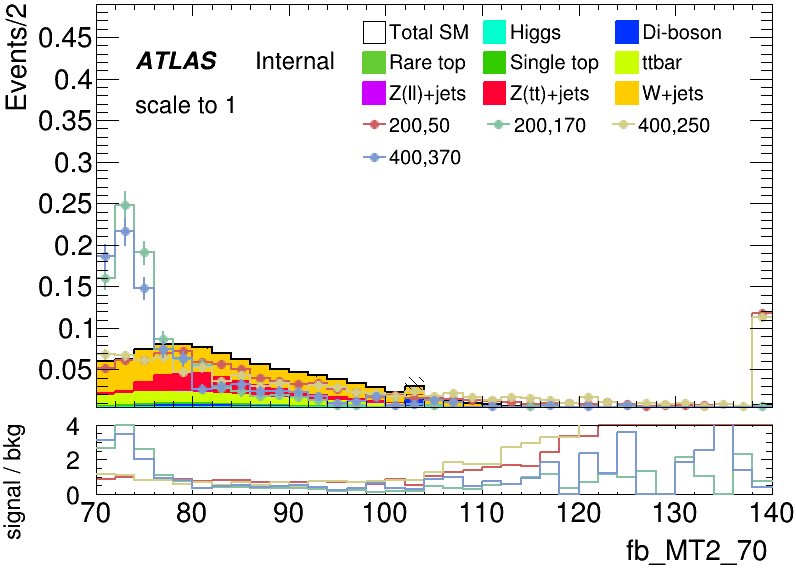 Events/2
0.45
0.4
0.35
0.3
0.25
0.2
0.15
0.1
0.05
ATLAS Internal
scale to 1
Total SM Higgs Di-boson
Rare top Single top ttbar
Z(ll)+jets Z(tt)+jets W+jets
200,50 200,170 400,250
400,370
signal / bkg
4
2
0
70 80 90 100 110 120 130 140
fb_MT2_70